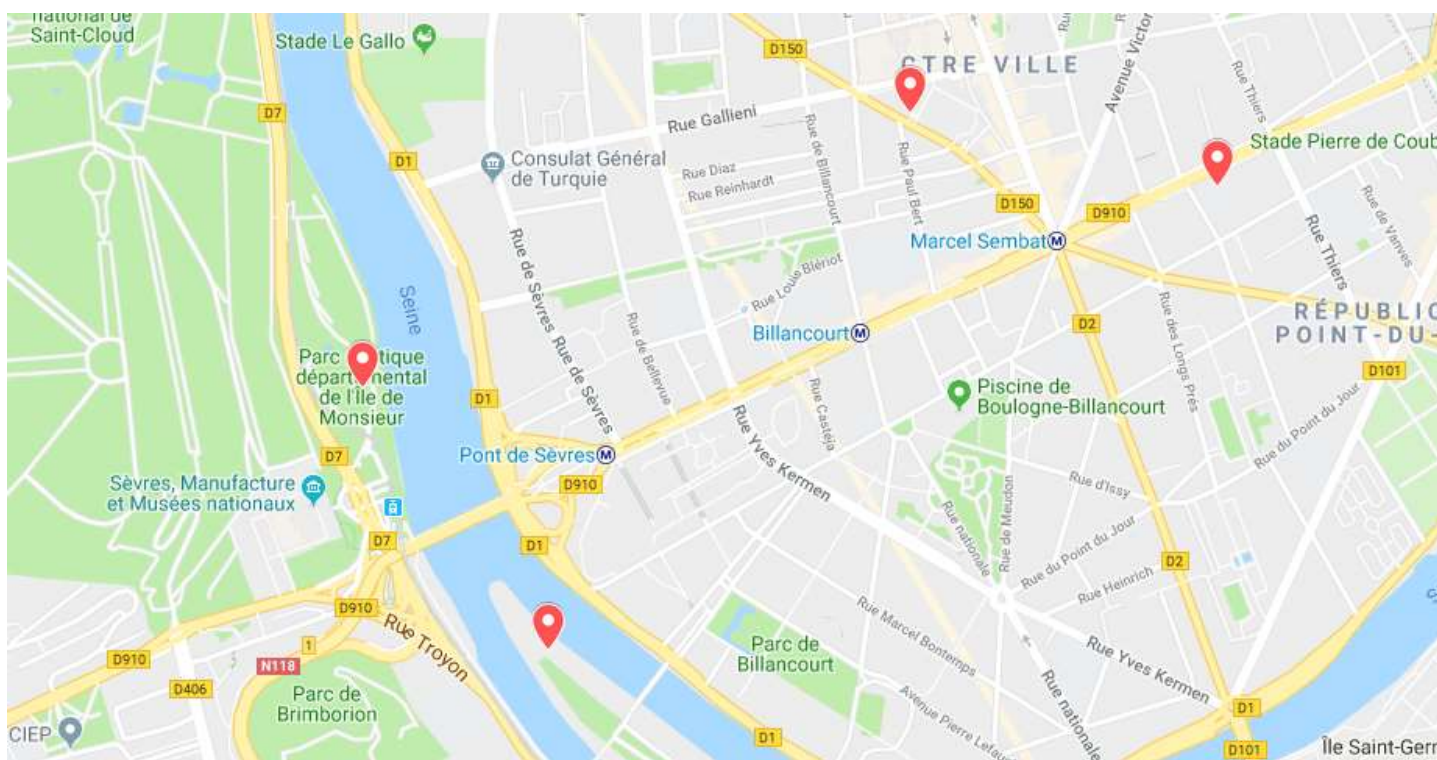 national de
Saint-Cloud
Stade Le Gallo
D150
CTRE VILLE
Avenue Victor
Rue Thiers
D7
Rue Gallieni
Rue de Billancourt
Stade Pierre de Coub
D1
Consulat Général
de Turquie
Rue Diaz
Rue Reinhardt
Rue Paul Bert
D150
D910
Rue de Vanves
Marcel Sembat
Rue Thiers
Rue de Sèvres
Rue Louis Blériot
Seine
RÉPUBLIC
POINT-DU-
Billancourt
D2
Rue des Longs Prés
Parc
tique
départemental
de l'Île de
Monsieur
Rue de Bellevue
Rue de Sèvres
D101
D1
Piscine de
Boulogne-Billancourt
Rue Casteja
Rue du Point du Jour
D7
Pont de Sèvres
Rue Yves Kermen
Sèvres, Manufacture
et Musées nationaux
D910
Rue d'Issy
Rue nationale
Rue de Meudon
D7
D1
Rue du Point du Jour
D2
Rue Heinrich
D910
Rue Troyon
Rue Marcel Bontemps
1
D910
N118
Parc de
Billancourt
Rue Yves Kermen
D406
Parc de
Brimborion
Rue nationale
Avenue Pierre Lefau
D1
CIEP
D1
D101
Île Saint-Germ